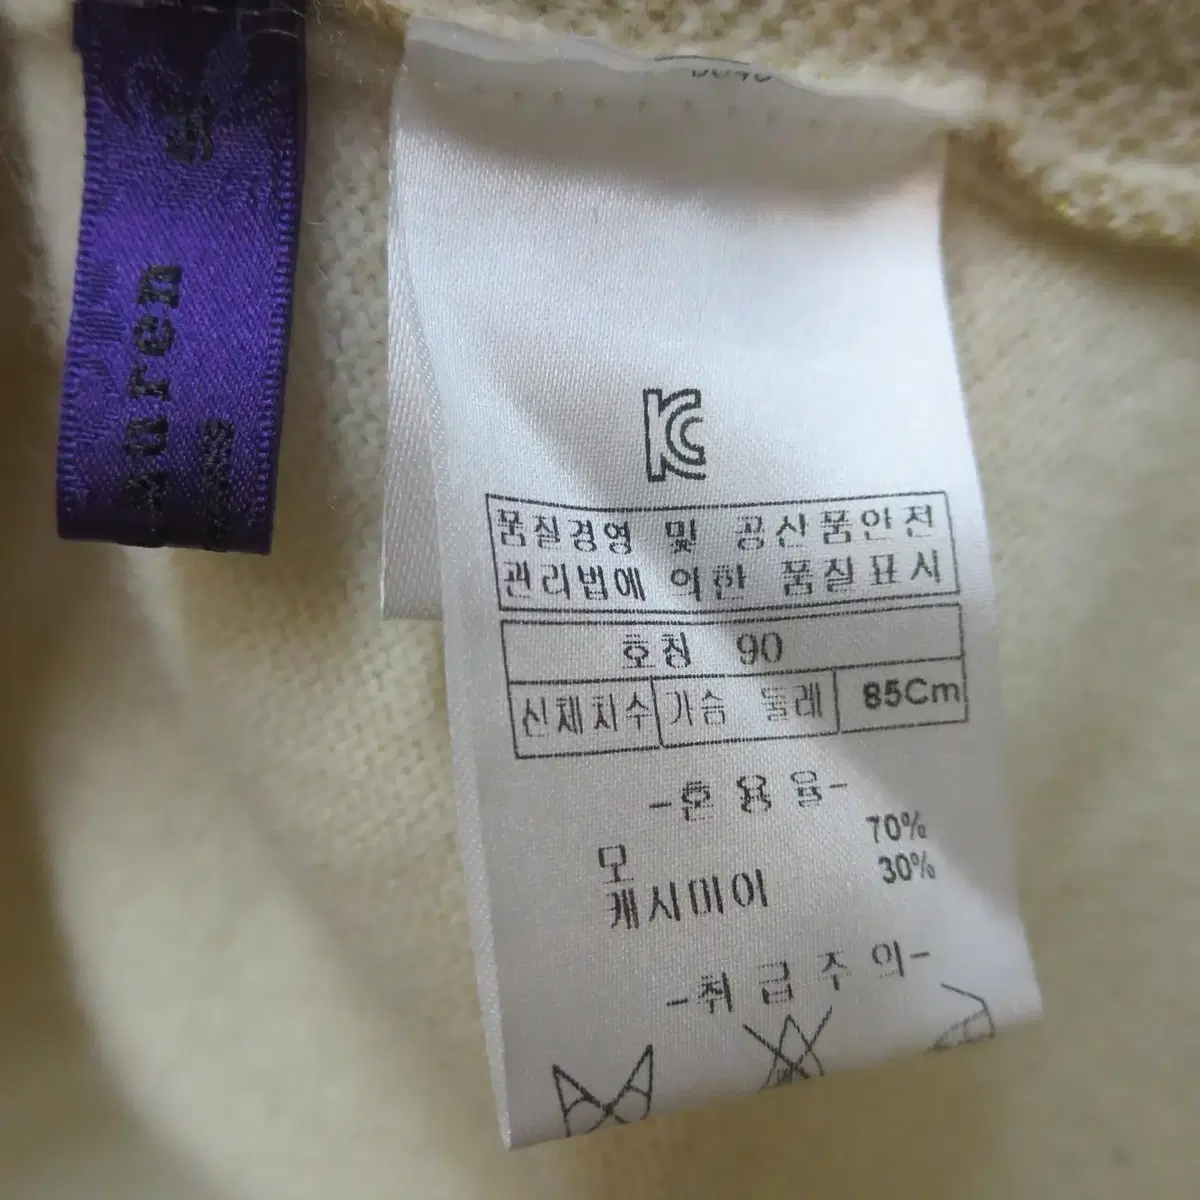 KC
품질경영 및 공산품안전
관리법에 의한 품질표시
호칭 90
신체치수 가슴 둘레 85Cm
-혼용율-
모 70%
캐시미이 30%
-취급주의-